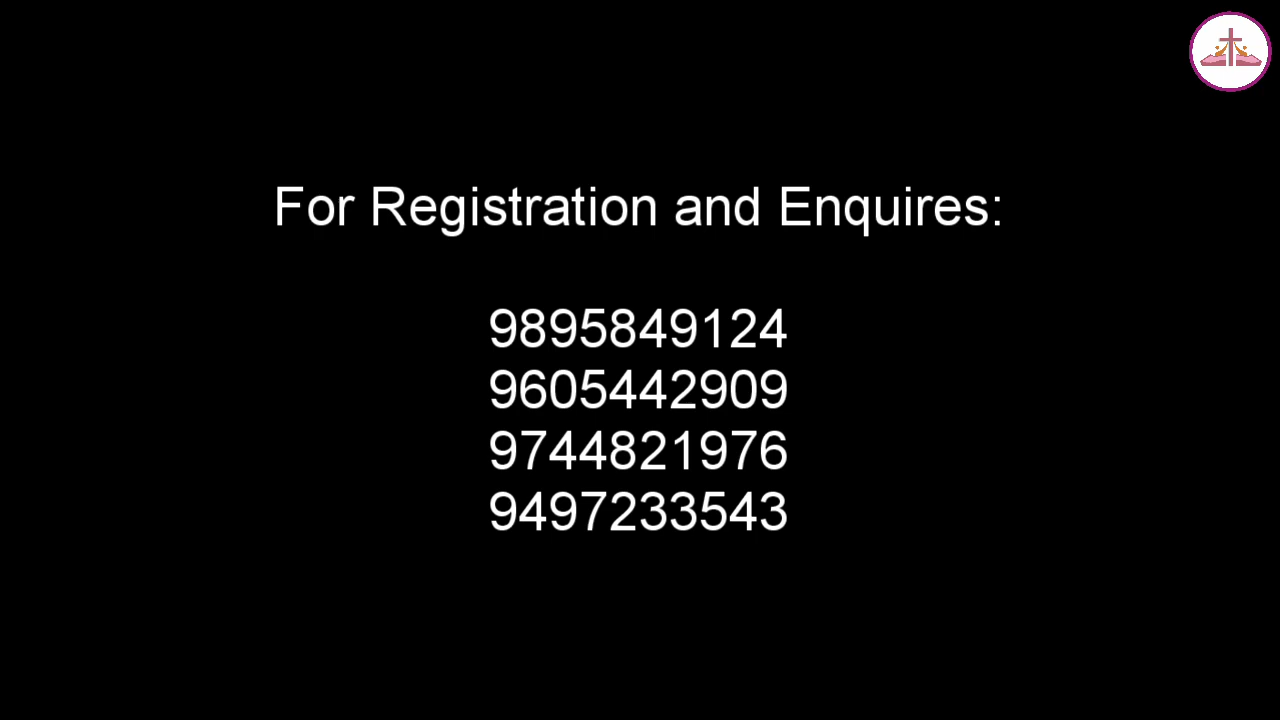 For Registration and Enquires:
9895849124
9605442909
9744821976
9497233543